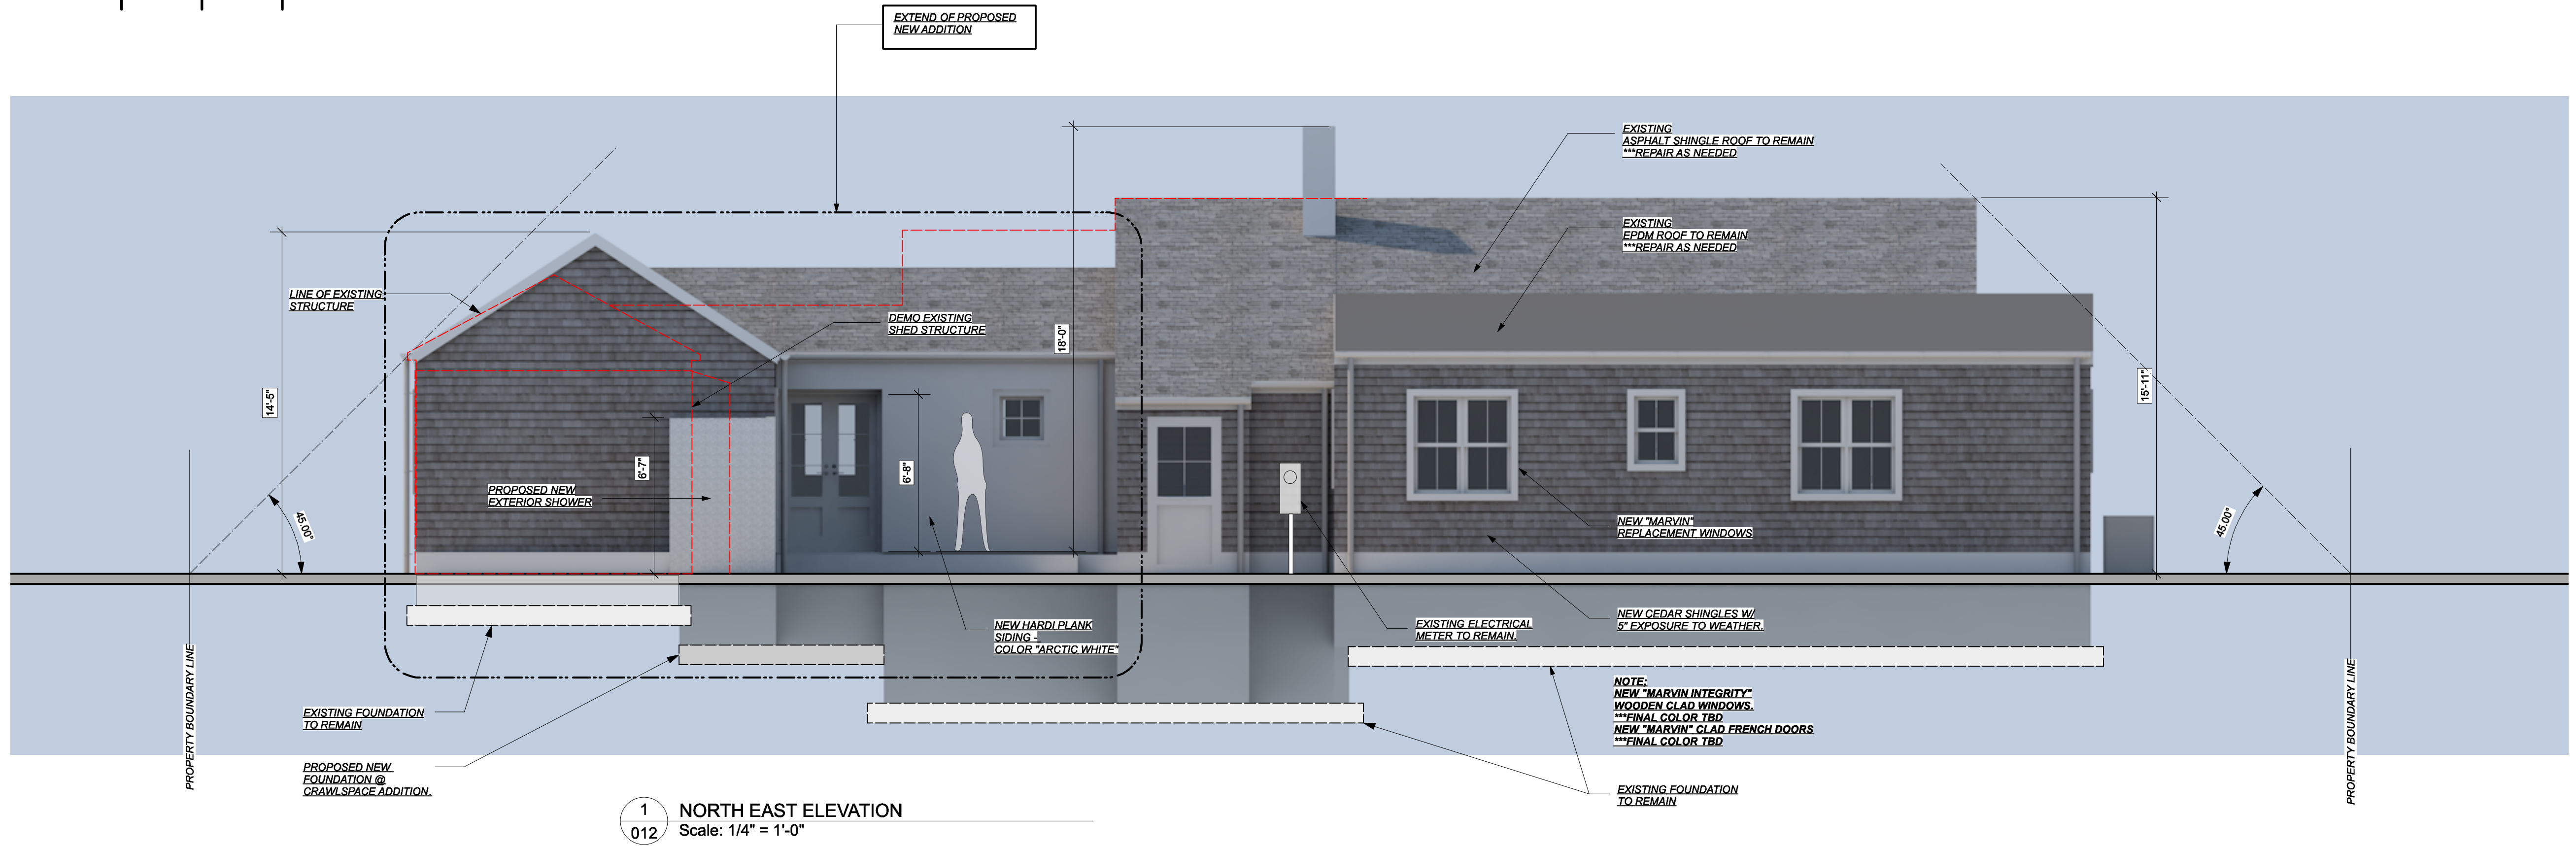 EXTEND OF PROPOSED
NEW ADDITION
EXISTING
ASPHALT SHINGLE ROOF TO REMAIN
***REPAIR AS NEEDED
EXISTING
EPDM ROOF TO REMAIN
***REPAIR AS NEEDED
LINE OF EXISTING
STRUCTURE
DEMO EXISTING
SHED STRUCTURE
18'-0"
14'-5"
15'-11"
6'-7"
6'-8"
PROPOSED NEW
EXTERIOR SHOWER
45.00°
45.00°
NEW "MARVIN"
REPLACEMENT WINDOWS
NEW HARDI PLANK
SIDING -
COLOR "ARCTIC WHITE"
EXISTING ELECTRICAL
METER TO REMAIN.
NEW CEDAR SHINGLES W/
5" EXPOSURE TO WEATHER.
PROPERTY BOUNDARY LINE
PROPERTY BOUNDARY LINE
NOTE;
NEW "MARVIN INTEGRITY"
WOODEN CLAD WINDOWS.
***FINAL COLOR TBD
NEW "MARVIN" CLAD FRENCH DOORS
***FINAL COLOR TBD
EXISTING FOUNDATION
TO REMAIN
PROPOSED NEW
FOUNDATION @
CRAWLSPACE ADDITION.
EXISTING FOUNDATION
TO REMAIN
1
012
NORTH EAST ELEVATION
Scale: 1/4" = 1'-0"